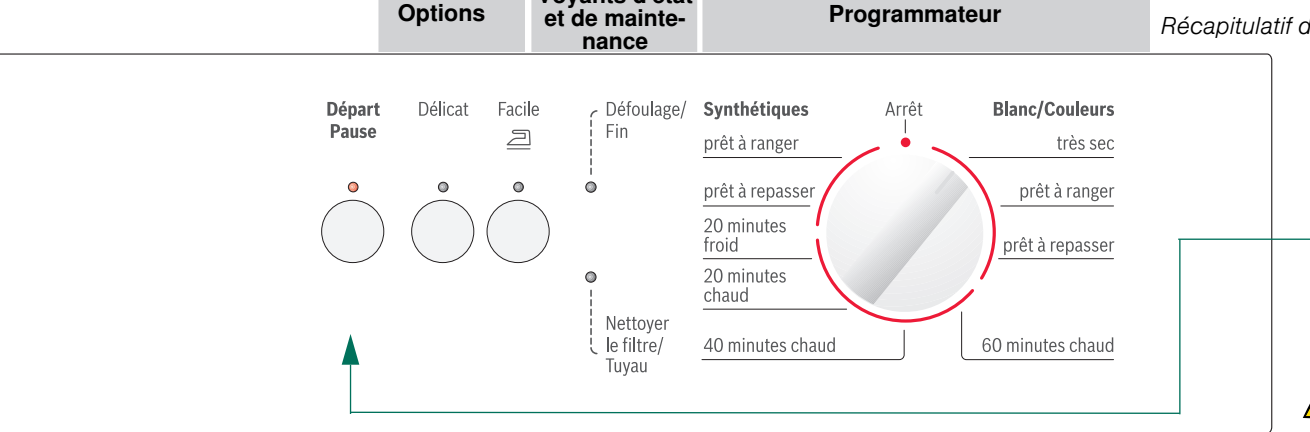 Options
Voyants d'état
et de mainte-
nance
Programmateur
Récapitulatif
Départ
Pause
Délicat
Facile
Défoulage/
Fin
Nettoyer
le filtre/
Tuyau
Synthétiques
prêt à ranger
prêt à repasser
20 minutes
froid
20 minutes
chaud
40 minutes chaud
Arrêt
Blanc/Couleurs
très sec
prêt à ranger
prêt à repasser
60 minutes chaud